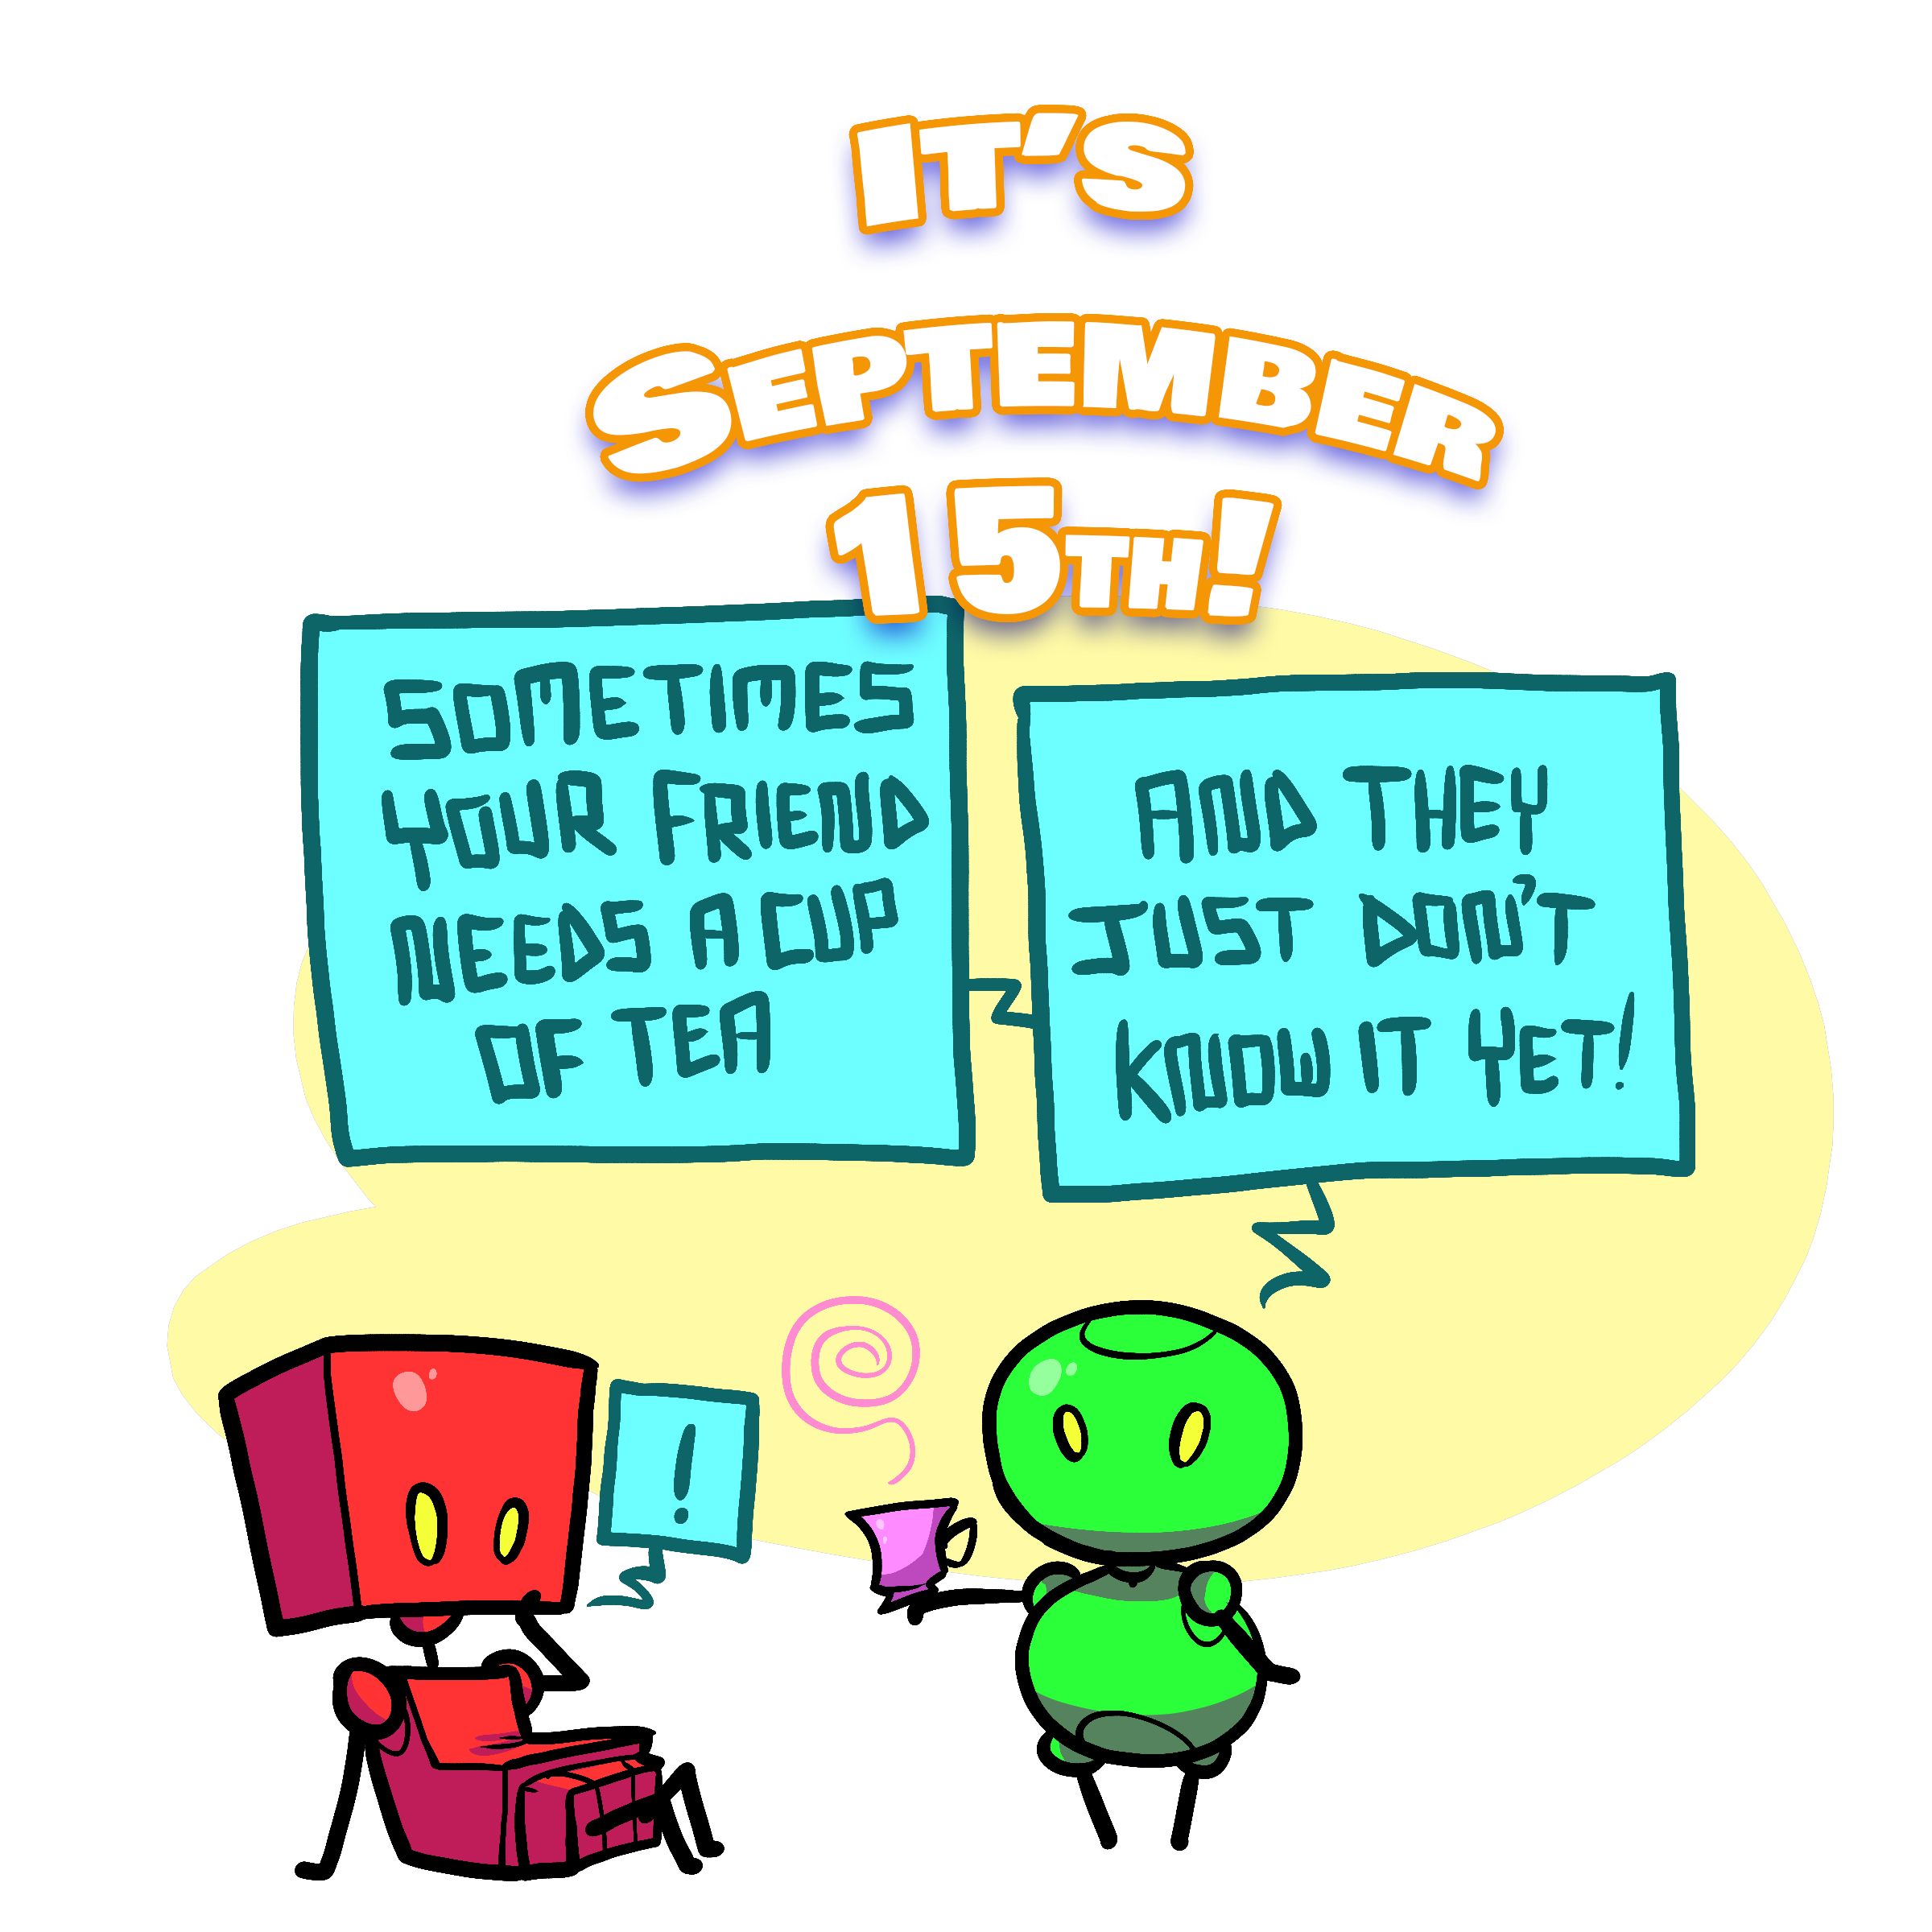 It's
September
15th!
SOMETIMES
YOUR FRIEND
NEEDS A CUP
OF TEA
AND THEY
JUST DON'T
KNOW IT YET!
!